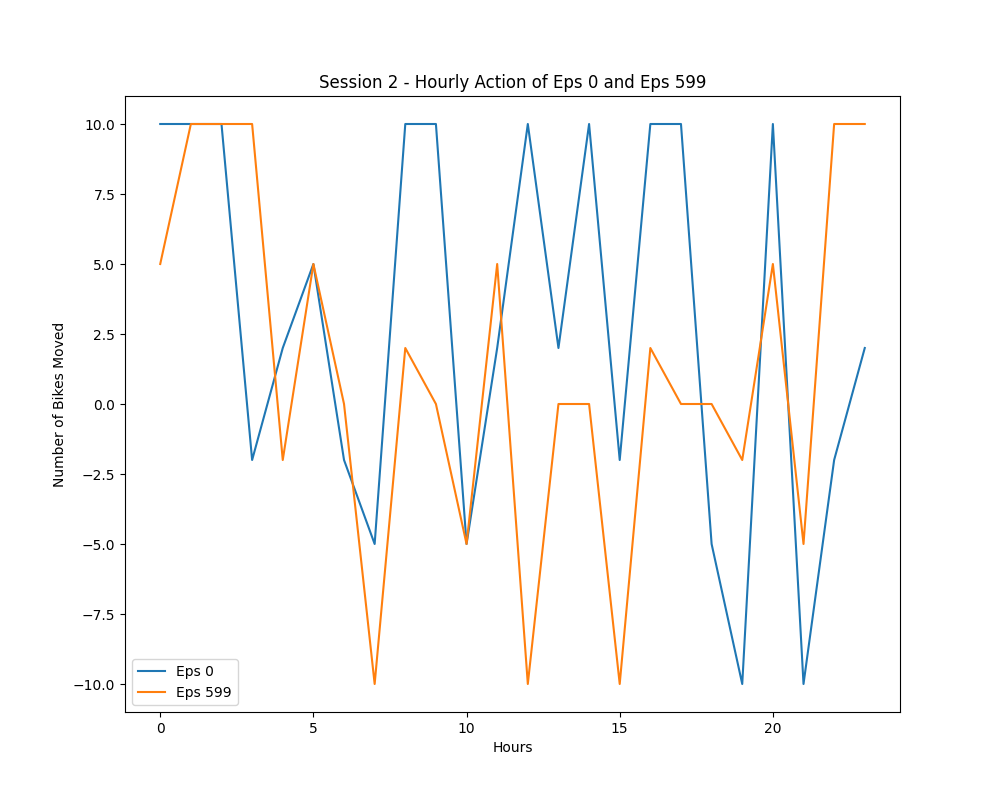 Session 2 - Hourly Action of Eps 0 and Eps 599
10.0
7.5
5.0
2.5
0.0
−2.5
−5.0
−7.5
−10.0
Number of Bikes Moved
Eps 0
Eps 599
0 5 10 15 20
Hours